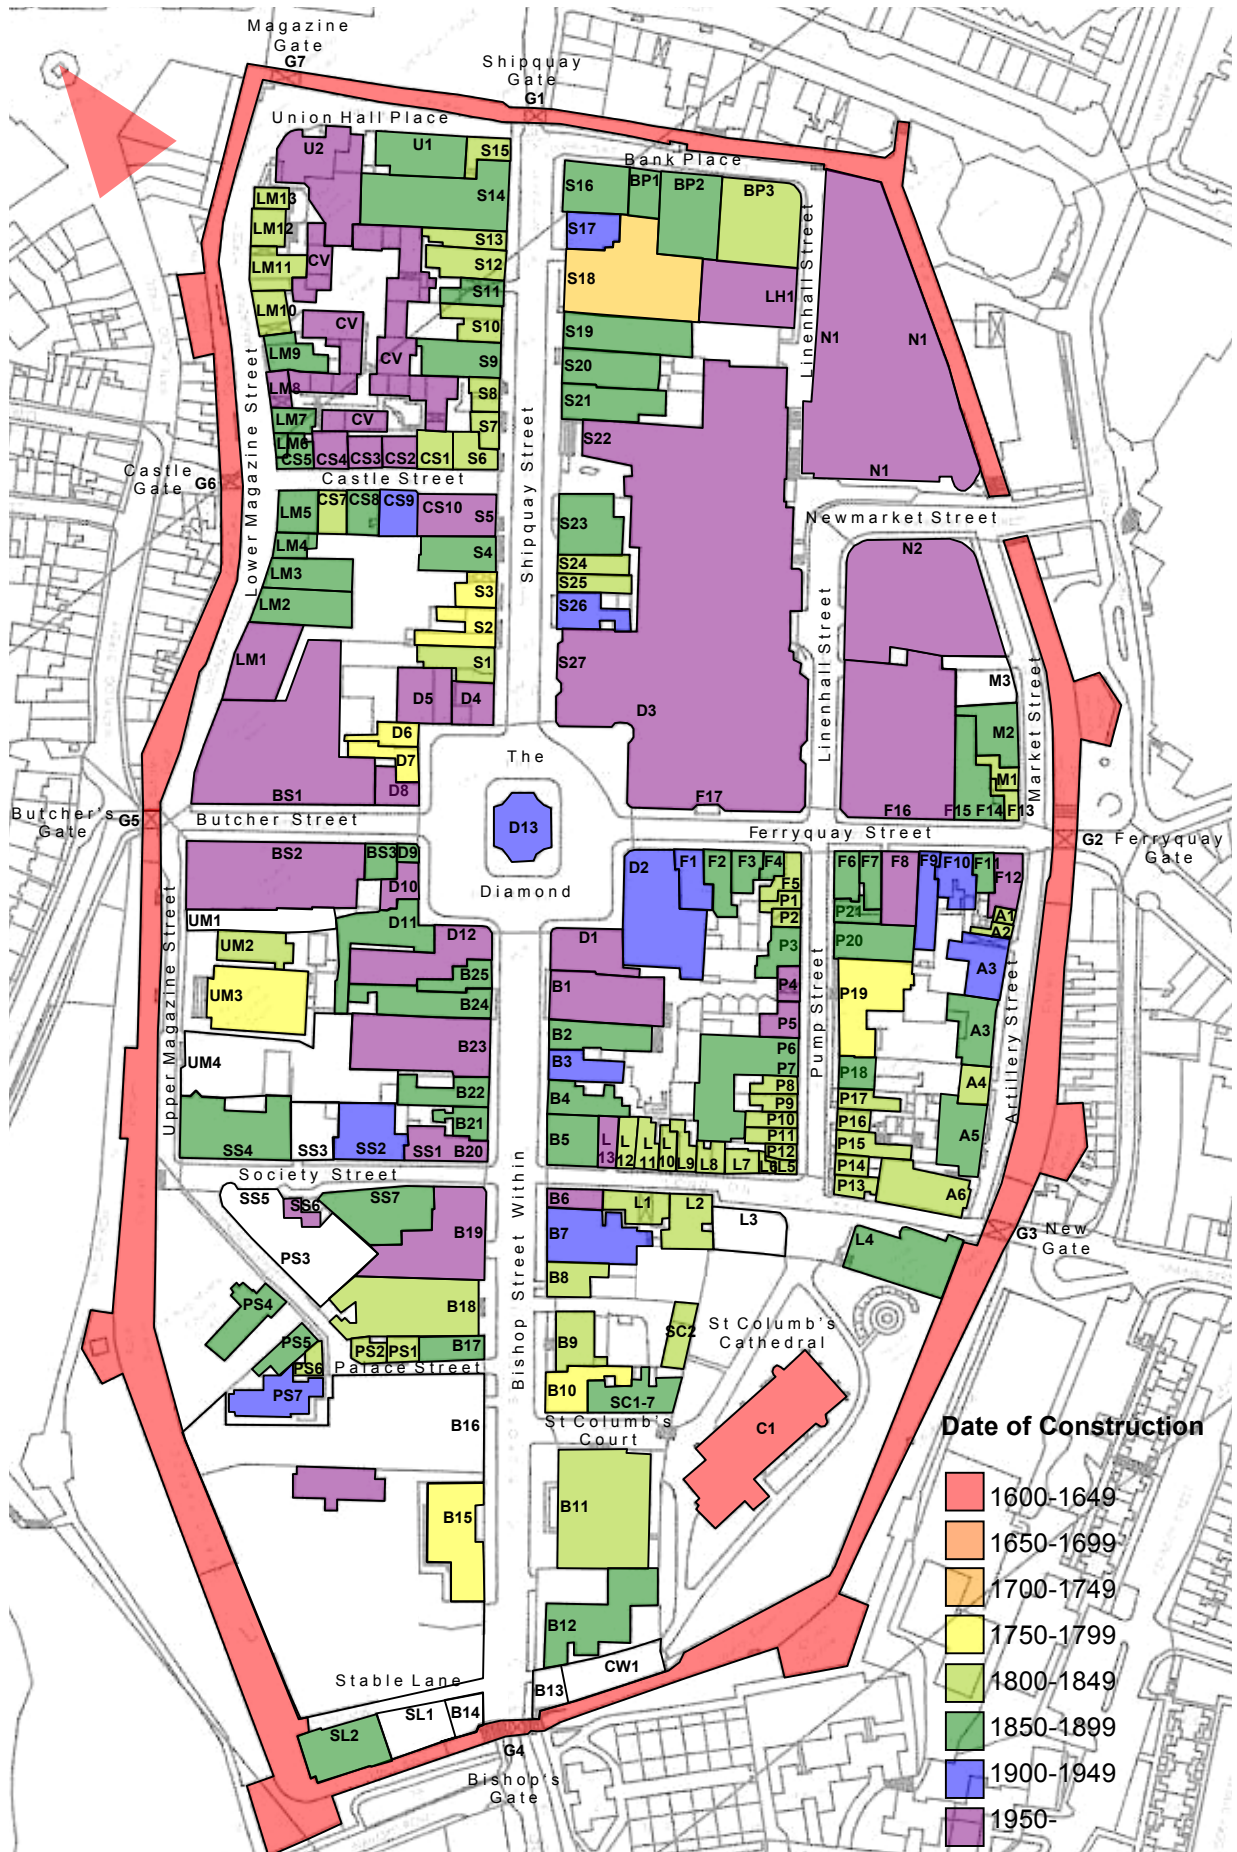 Magazine
Gate
G7
Shipquay
Gate
G1
Union Hall Place
U2
U1
S15
Bank Place
S14
S16
BP1
BP2
BP3
LM13
LM12
S13
S17
CV
S12
LM11
S18
S11
LH1
LM10
CV
S10
S19
N1
N1
LM9
CV
S9
S20
LM8
S8
S21
Linenhall Street
LM7
CV
S7
S22
LM6
CS5
CS4
CS3
CS2
CS1
S6
N1
Castle
Gate
G6
Castle Street
Lower Magazine Street
Shipquay Street
LM5
CS7
CS8
CS9
CS10
S5
S23
Newmarket Street
LM4
S4
N2
LM3
S24
S3
S25
LM2
S26
S2
LM1
S1
S27
M3
D5
D4
D3
Linenhall Street
Market Street
D6
M2
D7
The
M1
BS1
D8
F17
F16
F15
F14
F13
Butcher's
Gate
G5
Butcher Street
D13
Ferryquay Street
G2
Ferryquay
Gate
BS2
BS3
D9
D2
F1
F2
F3
F4
F5
F6
F7
F8
F9
F10
F11
F12
D10
Diamond
P1
UM1
D11
P2
P21
A1
UM2
D12
D1
P3
P20
A2
B25
A3
UM3
B24
B1
P4
P19
Upper Magazine Street
P5
A3
UM4
B23
B2
P6
Pump Street
B3
P7
P18
Artillery Street
B22
B4
P8
A4
P9
P17
B21
P10
P16
SS4
SS3
SS2
SS1
B20
B5
L
13
L
12
L
11
L
10
L9
L8
L7
L6
L5
P11
P12
P15
P14
P13
A5
A6
Society Street
SS5
SS6
SS7
B6
L1
L2
L3
B19
B7
L4
G3
New
Gate
PS3
B8
PS4
B18
Bishop Street Within
SC2
St Columb's
Cathedral
PS5
PS2
PS1
B17
B9
PS6
Palace Street
PS7
B10
SC1-7
B16
St Columb's
Court
C1
Date of Construction
B15
B11
1600-1649
1650-1699
1700-1749
B12
1750-1799
Stable Lane
CW1
1800-1849
B13
SL2
SL1
B14
1850-1899
G4
Bishop's
Gate
1900-1949
1950-